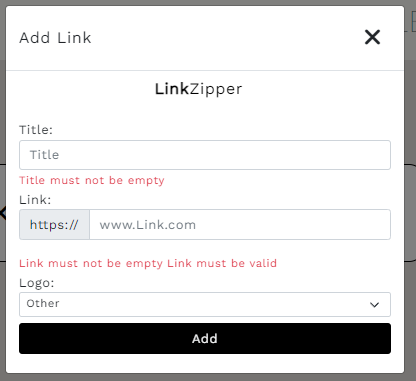 Add Link
LinkZipper
Title:
Title
Title must not be empty
Link:
https:// www.Link.com
Link must not be empty Link must be valid
Logo:
Other
Add